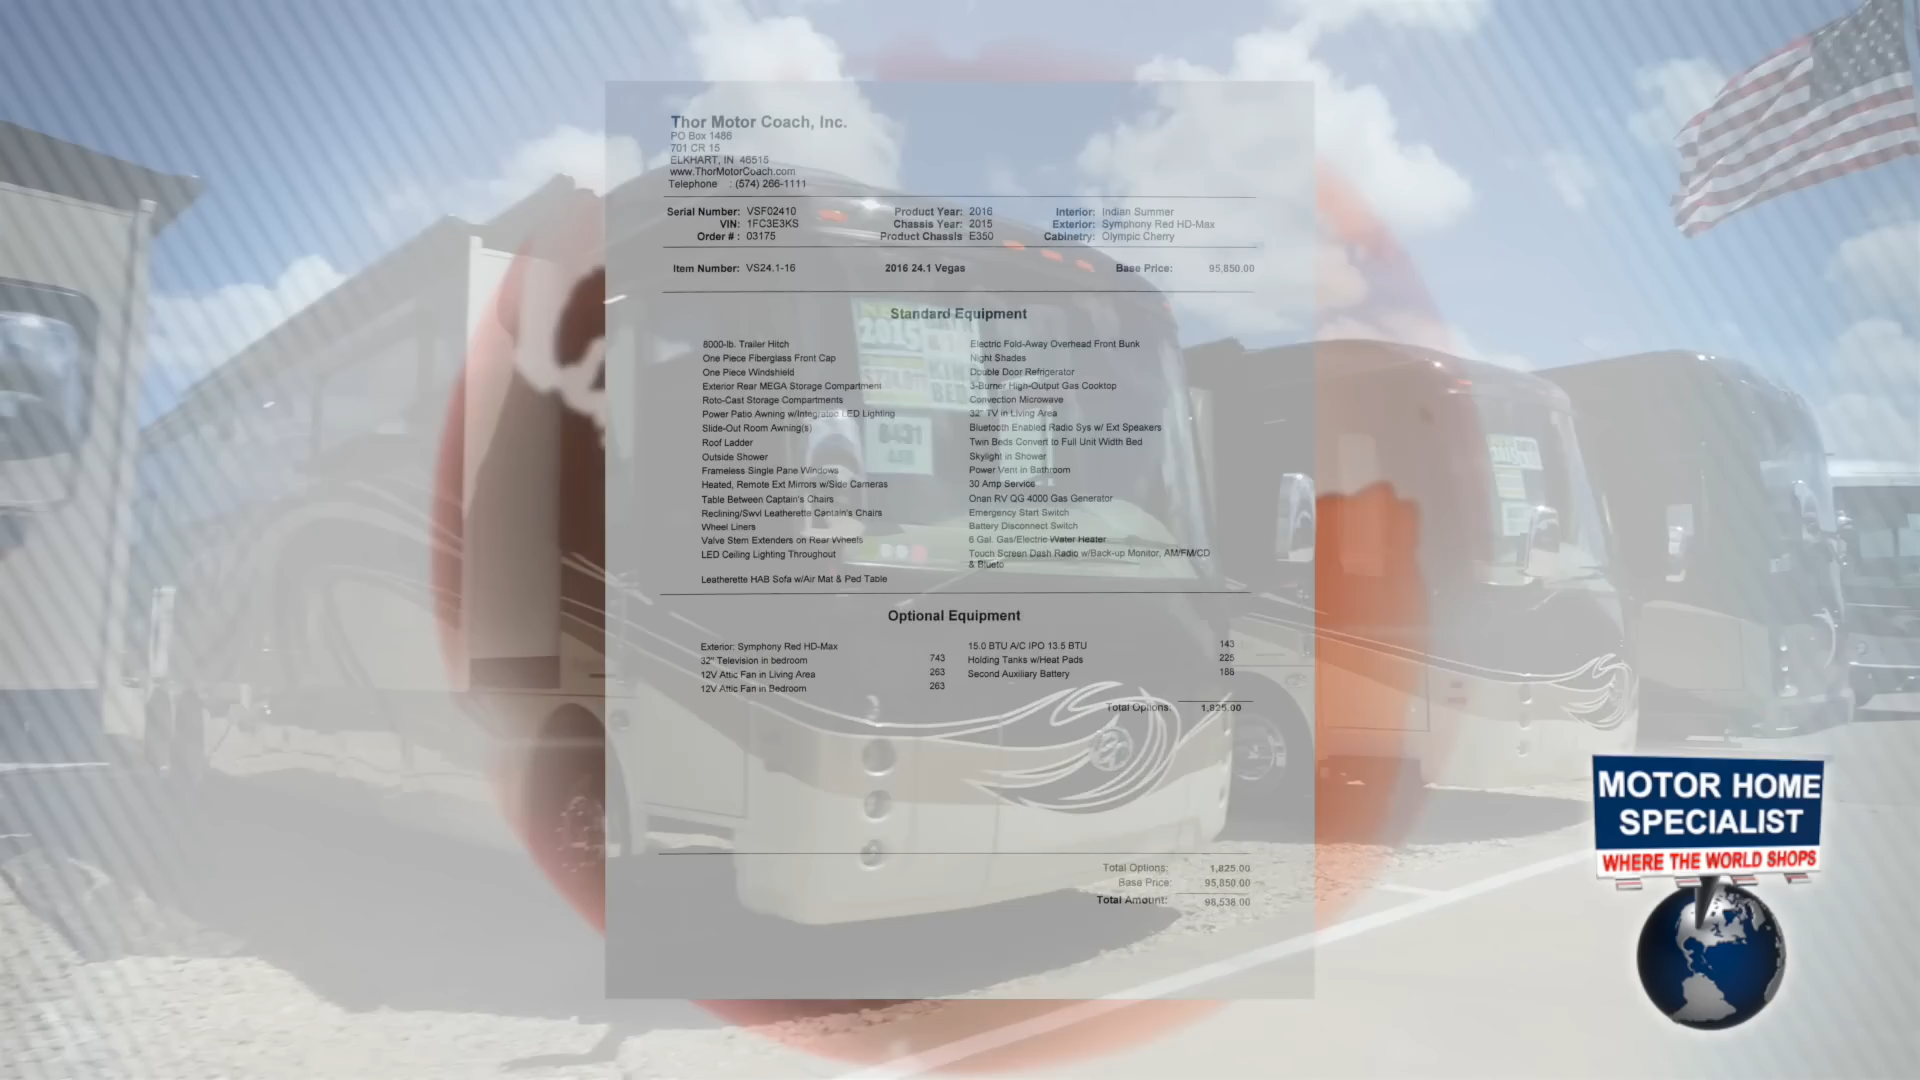 Thor Motor Coach, Inc.
PO Box 1486
701 CR 15
ELKHART, IN 46515
www.ThorMotorCoach.com
Telephone : (574) 266-1111
Serial Number: VSF02410 Product Year: 2016 Interior: Indian Summer
VIN: 1FC3E3KS Chassis Year: 2015 Exterior: Symphony Red HD-Max
Order # : 03175 Product Chassis E350 Cabinetry: Olympic Cherry
Item Number: VS24.1-16 2016 24.1 Vegas Base Price: 95,850.00
Standard Equipment
8000-lb. Trailer Hitch
One Piece Fiberglass Front Cap
One Piece Windshield
Exterior Rear MEGA Storage Compartment
Roto-Cast Storage Compartments
Power Patio Awning w/Integrated LED Lighting
Slide-Out Room Awning(s)
Roof Ladder
Outside Shower
Frameless Single Pane Windows
Heated, Remote Ext Mirrors w/Side Cameras
Table Between Captain's Chairs
Reclining/Swvl Leatherette Captain's Chairs
Wheel Liners
Valve Stem Extenders on Rear Wheels
LED Ceiling Lighting Throughout
Leatherette HAB Sofa w/Air Mat & Ped Table
Electric Fold-Away Overhead Front Bunk
Night Shades
Double Door Refrigerator
3-Burner High-Output Gas Cooktop
Convection Microwave
32" TV in Living Area
Bluetooth Enabled Radio Sys w/ Ext Speakers
Twin Beds Convert to Full Unit Width Bed
Skylight in Shower
Power Vent in Bathroom
30 Amp Service
Onan RV QG 4000 Gas Generator
Emergency Start Switch
Battery Disconnect Switch
6 Gal. Gas/Electric Water Heater
Touch Screen Dash Radio w/Back-up Monitor, AM/FM/CD
& Blueto
Optional Equipment
Exterior: Symphony Red HD-Max
32" Television in bedroom 743
12V Attic Fan in Living Area 263
12V Attic Fan in Bedroom 263
15.0 BTU A/C IPO 13.5 BTU 143
Holding Tanks w/Heat Pads 225
Second Auxiliary Battery 188
Total Options: 1,825.00
Total Options: 1,825.00
Base Price: 95,850.00
Total Amount: 98,538.00
2015
KING
BED
MOTOR HOME
SPECIALIST
WHERE THE WORLD SHOPS